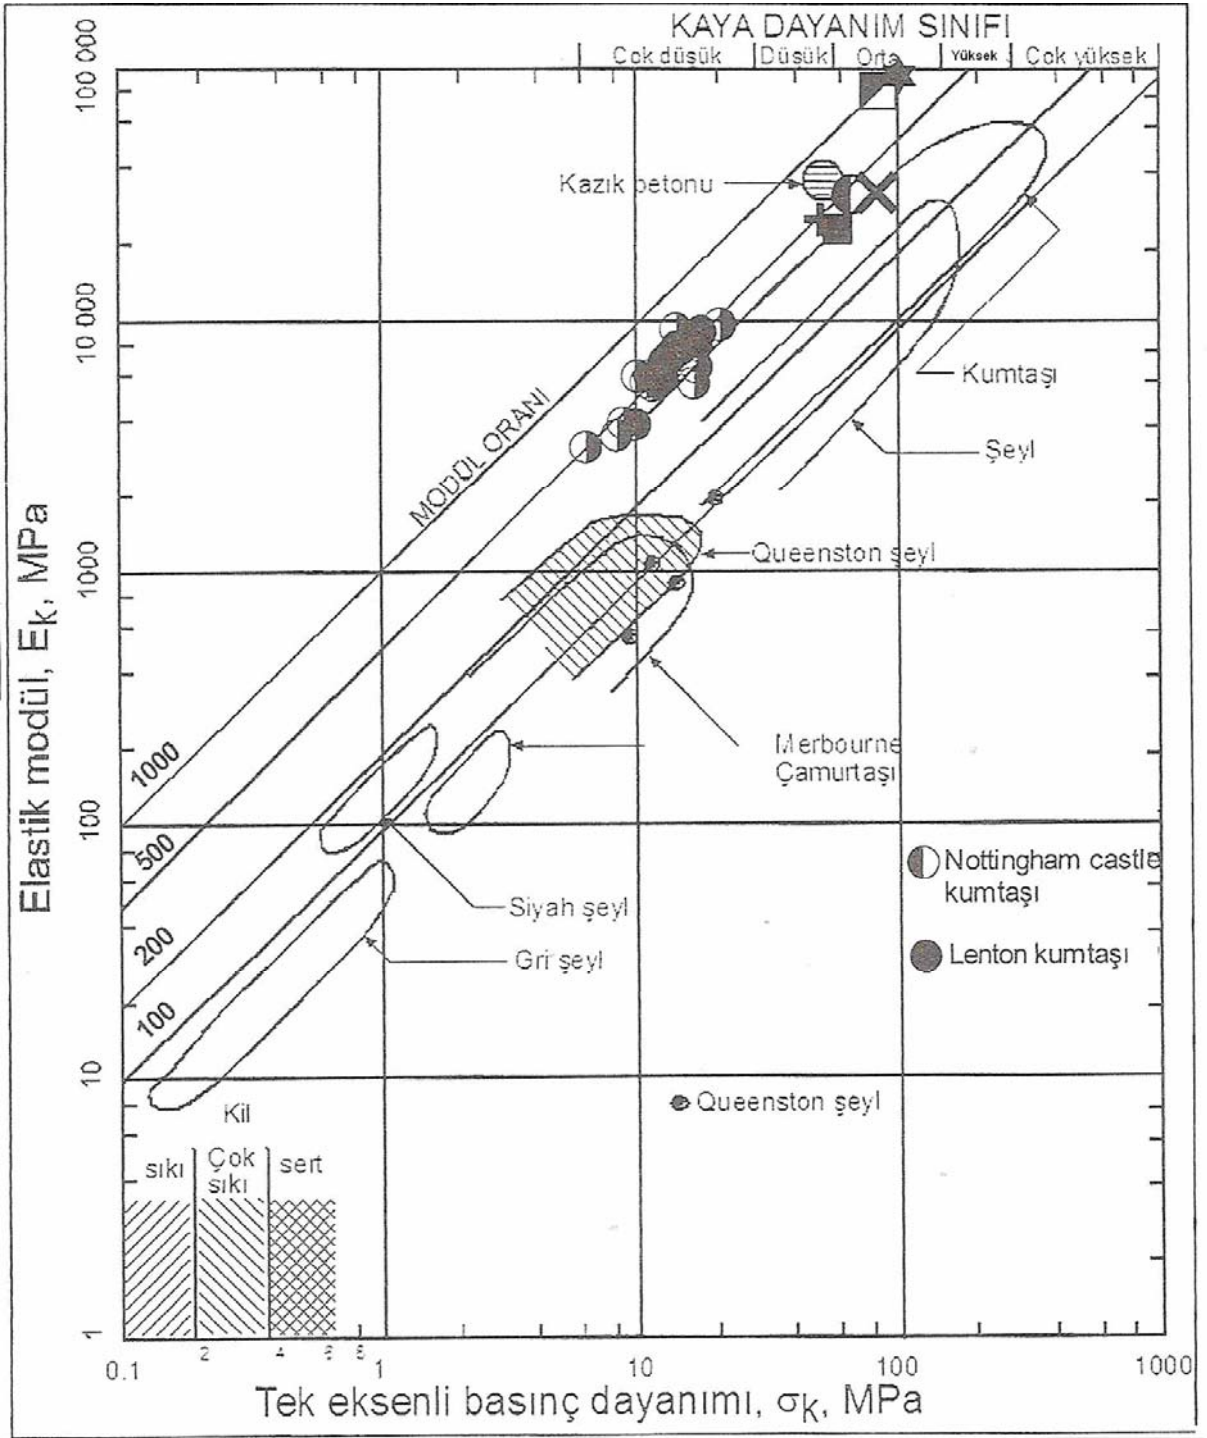 KAYA DAYANIM SINIFI
Çok düşük
Düşük
Orta
Yüksek
Çok yüksek
100 000
Kazık betonu
10 000
Kumtaşı
MODÜL ORANI
Şeyl
Elastik modül, Ek, MPa
1000
Queenston şeyl
1000
Merbourne
Çamurtaşı
100
500
Nottingham castle
kumtaşı
Siyah şeyl
200
Gri şeyl
Lenton kumtaşı
100
10
Queenston şeyl
Kil
sıkı
Çok
sıkı
sert
1
2
4
6
8
0.1
1
10
100
1000
Tek eksenli basınç dayanımı, σk, MPa